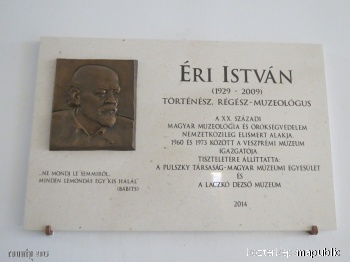 ÉRI ISTVÁN
(1929 - 2009)
TÖRTÉNÉSZ, RÉGÉSZ-MUZEOLÓGUS
A XX. SZÁZADI
MAGYAR MUZEOLÓGIA ÉS ÖRÖKSÉGVÉDELEM
NEMZETKÖZILEG ELISMERT ALAKJA,
1960 ÉS 1973 KÖZÖTT A VESZPRÉMI MÚZEUM
IGAZGATÓJA.
TISZTELETÉRE ÁLLÍTTATTA:
A PULSZKY TÁRSASÁG-MAGYAR MÚZEUMI EGYESÜLET
ÉS
A LACZKÓ DEZSŐ MÚZEUM
2014
„NE MONDJ LE SEMMIRŐL.
MINDEN LEMONDÁS EGY KIS HALÁL"
(BABITS)
mapublik